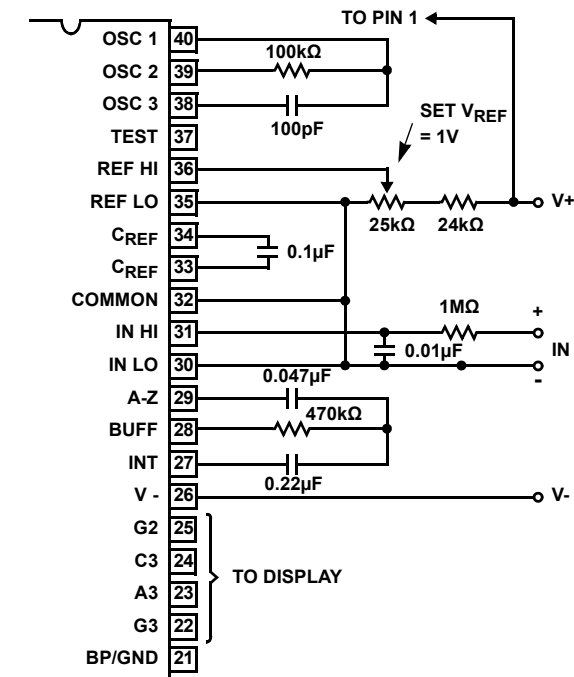 TO PIN 1
OSC 1 40
100kΩ
OSC 2 39
OSC 3 38
100pF
SET VREF
= 1V
TEST 37
REF HI 36
REF LO 35
25kΩ 24kΩ
V+
CREF 34
0.1µF
CREF 33
COMMON 32
1MΩ
+
IN HI 31
0.01µF
IN
IN LO 30
-
0.047µF
A-Z 29
470kΩ
BUFF 28
INT 27
0.22µF
V - 26
V-
G2 25
C3 24
TO DISPLAY
A3 23
G3 22
BP/GND 21